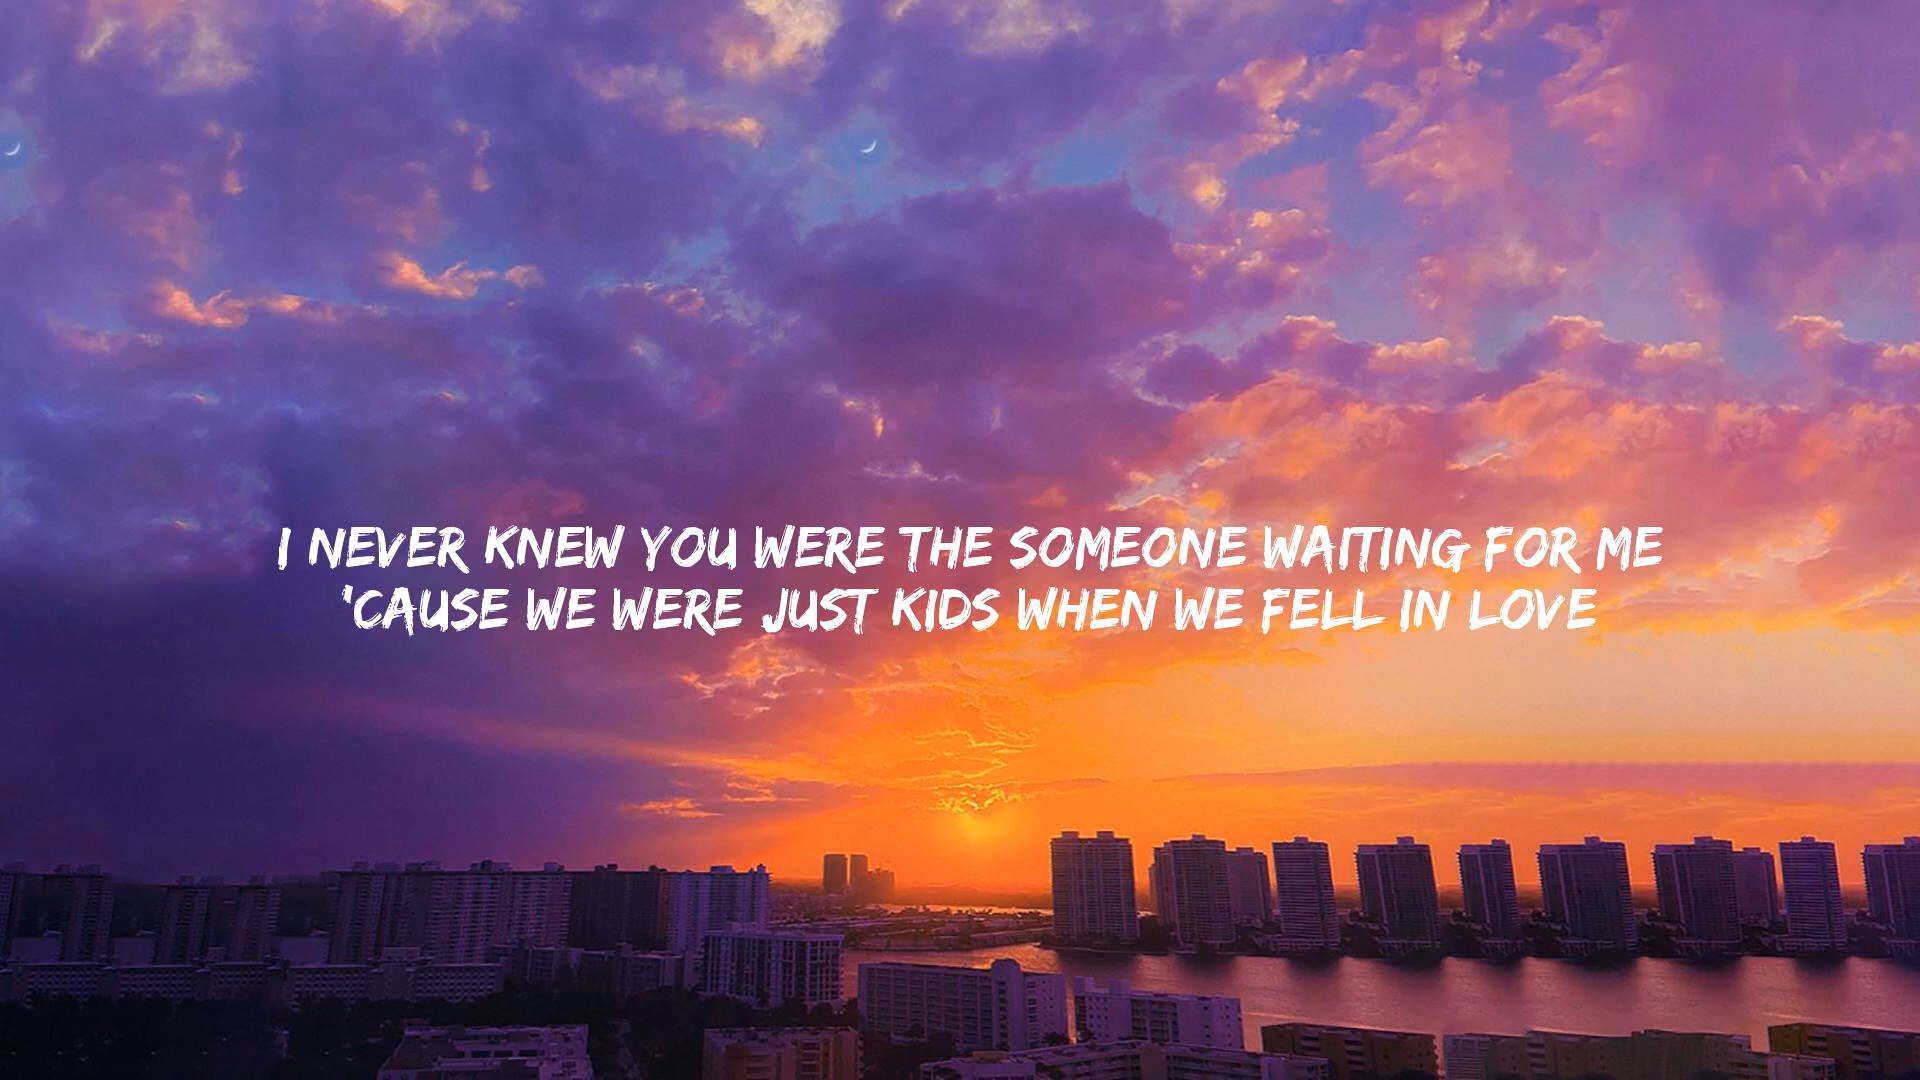 I NEVER KNEW YOU WERE THE SOMEONE WAITING FOR ME
'CAUSE WE WERE JUST KIDS WHEN WE FELL IN LOVE